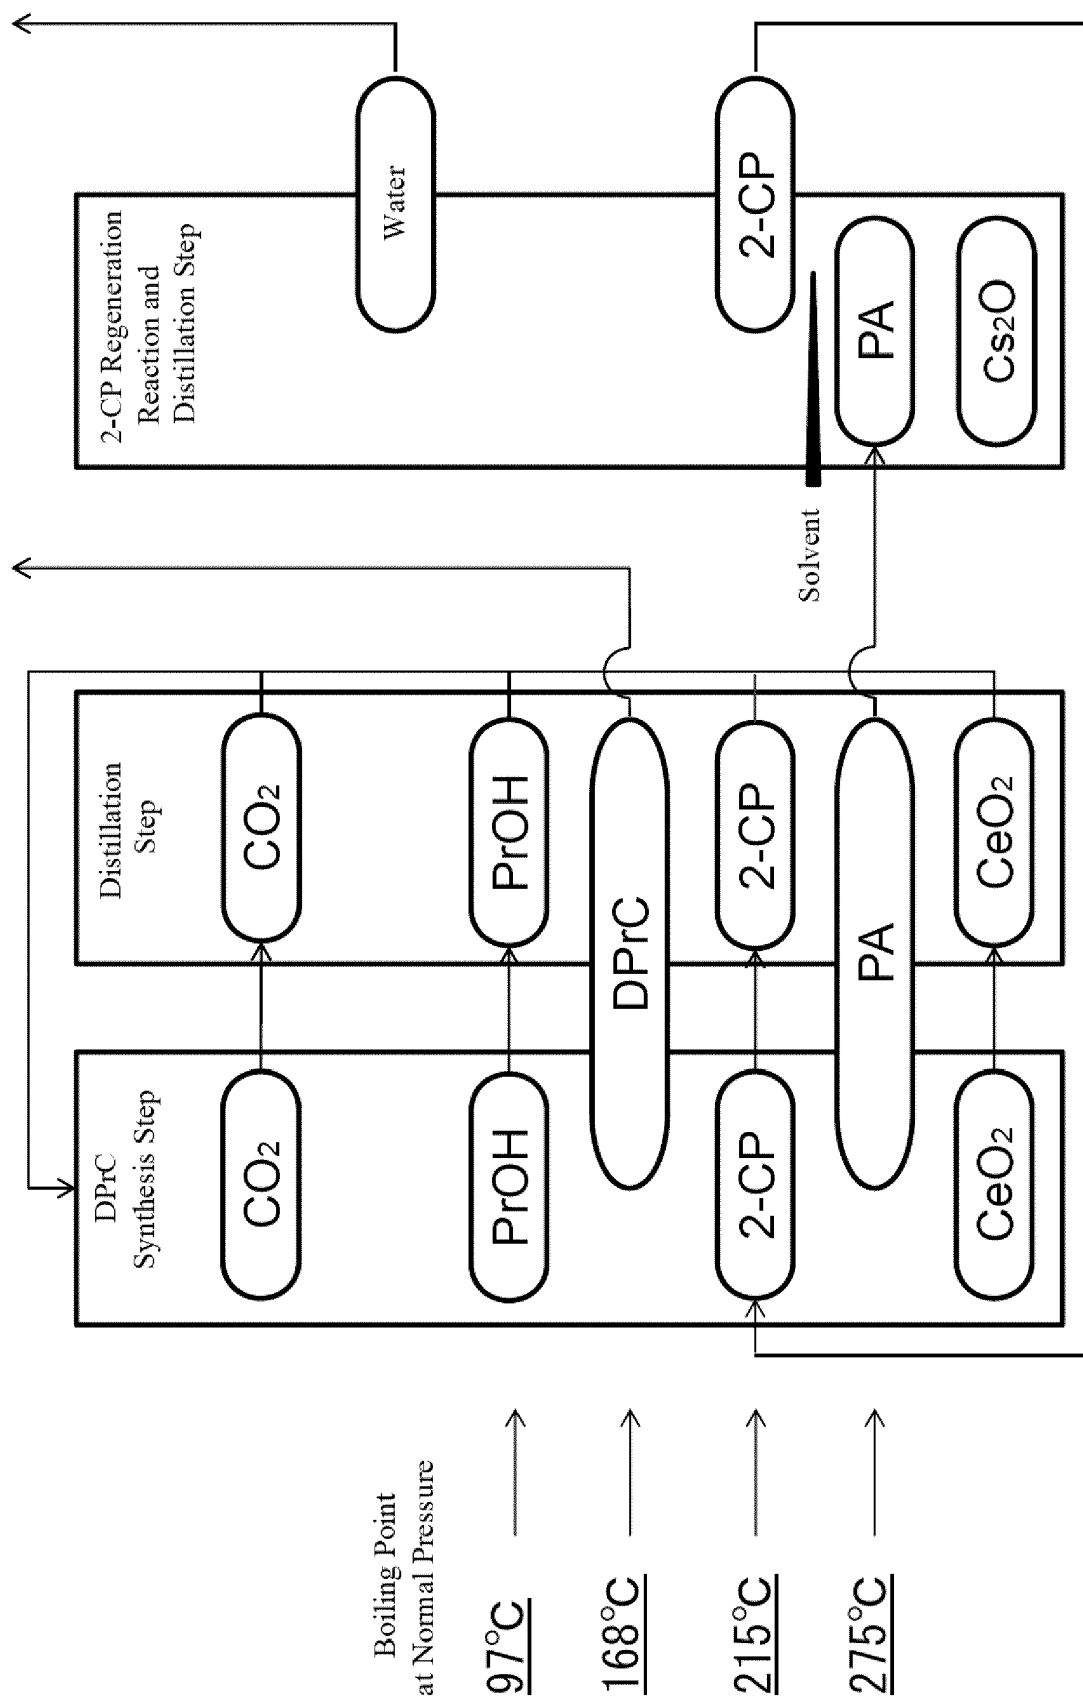 Boiling Point
at Normal Pressure
97°C
168°C
215°C
275°C
DPrC
Synthesis Step
CO2
PrOH
2-CP
CeO2
DPrC
PA
Distillation
Step
CO2
PrOH
2-CP
CeO2
Solvent
2-CP Regeneration
Reaction and
Distillation Step
Water
2-CP
PA
Cs2O